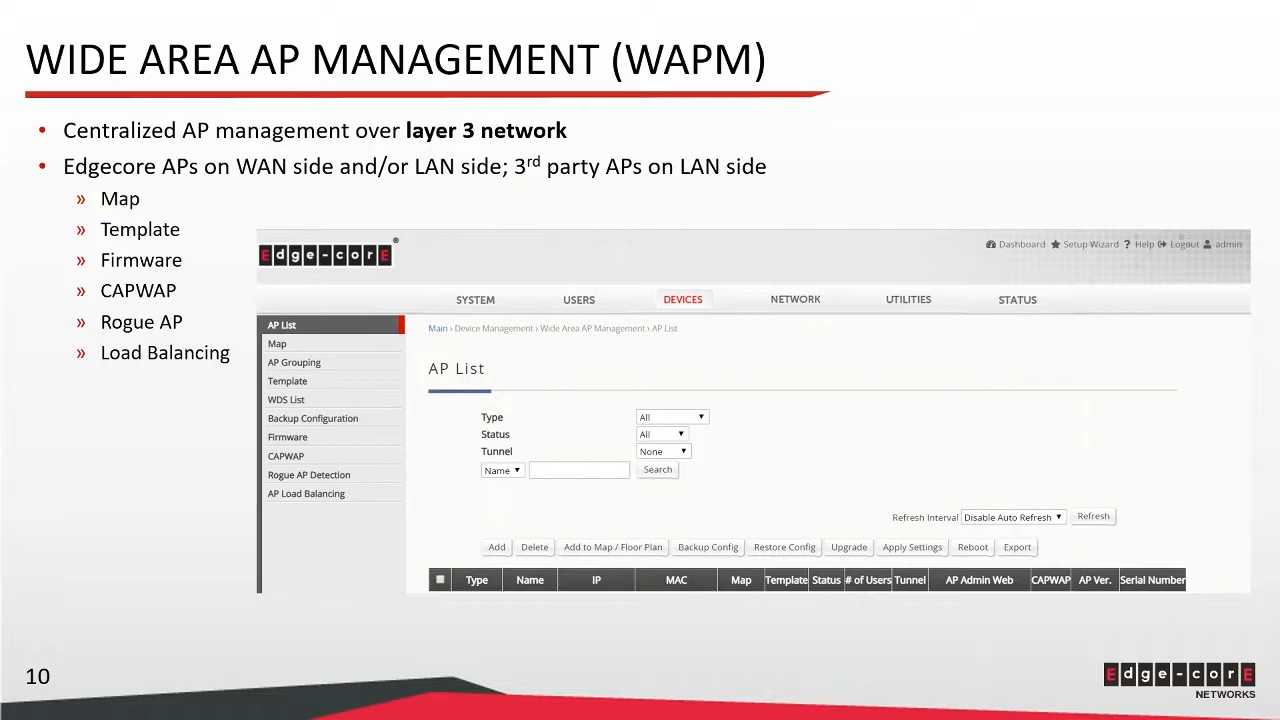 WIDE AREA AP MANAGEMENT (WAPM)
• Centralized AP management over layer 3 network
• Edgecore APs on WAN side and/or LAN side; 3rd party APs on LAN side
» Map
» Template
» Firmware
» CAPWAP
» Rogue AP
» Load Balancing
Edge-corE®
Dashboard Setup Wizard ? Help Logout admin
SYSTEM USERS DEVICES NETWORK UTILITIES STATUS
AP List
Map
AP Grouping
Template
WDS List
Backup Configuration
Firmware
CAPWAP
Rogue AP Detection
AP Load Balancing
Main › Device Management › Wide Area AP Management › AP List
AP List
Type All
Status All
Tunnel None
Name Search
Refresh Interval Disable Auto Refresh Refresh
Add Delete Add to Map / Floor Plan Backup Config Restore Config Upgrade Apply Settings Reboot Export
Type Name IP MAC Map Template Status # of Users Tunnel AP Admin Web CAPWAP AP Ver. Serial Number
10
Edge-corE
NETWORKS